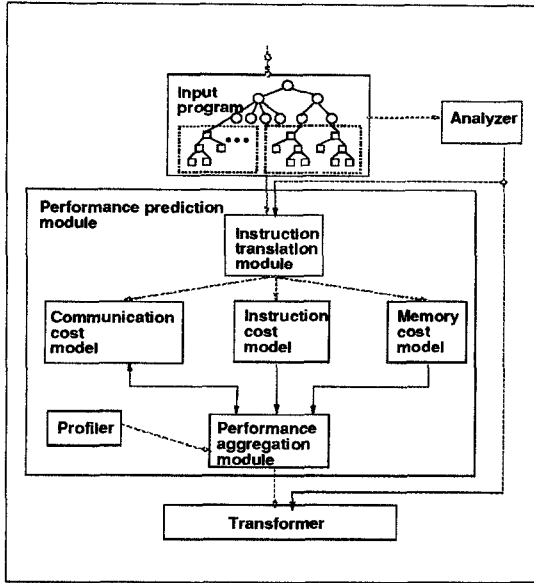 Input
program
Analyzer
Performance prediction
module
Instruction
translation
module
Communication
cost
model
Instruction
cost
model
Memory
cost
model
Profiler
Performance
aggregation
module
Transformer